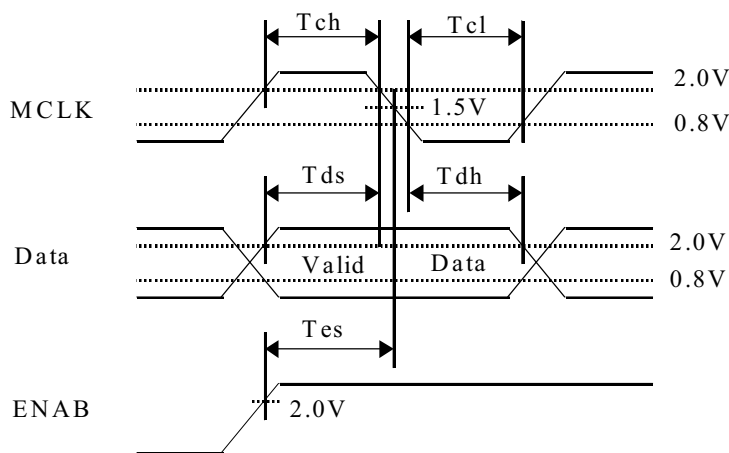 Tch Tcl
2.0V
MCLK
1.5V
0.8V
Tds Tdh
2.0V
Data
Valid Data
0.8V
Tes
ENAB
2.0V